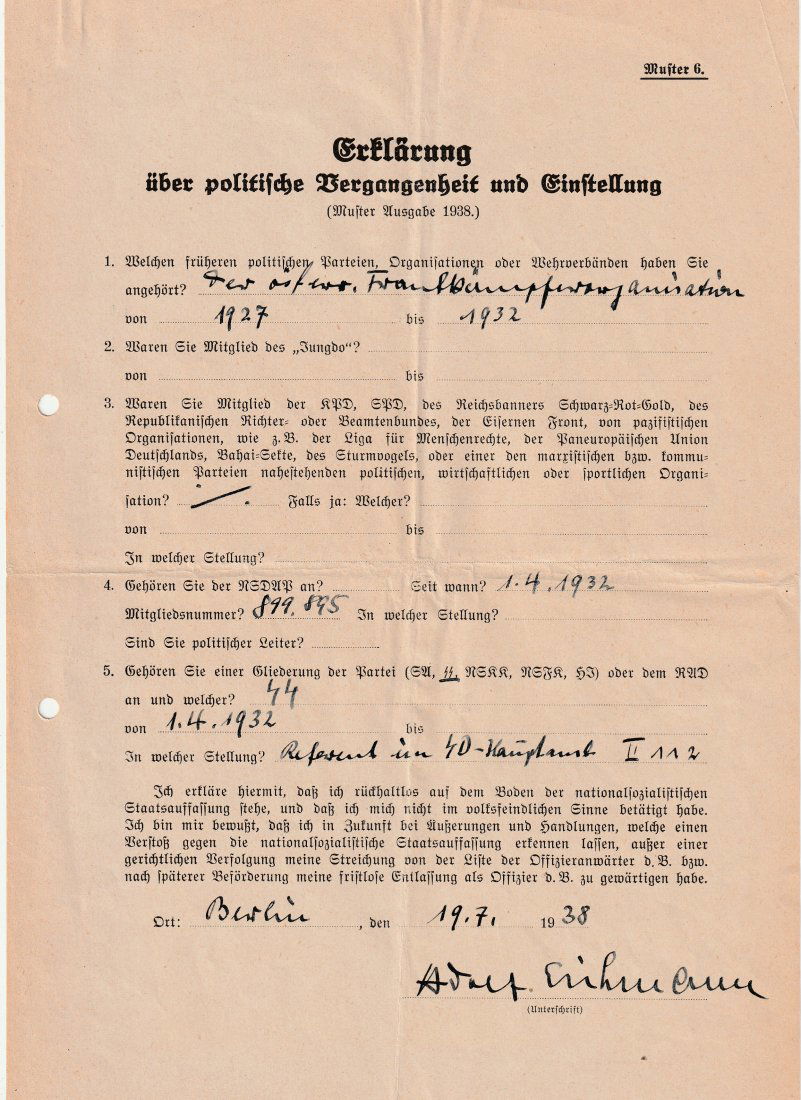 Muster 6.
Erklärung
über politische Vergangenheit und Einstellung
(Muster Ausgabe 1938.)
1. Welchen früheren politischen Parteien, Organisationen oder Wehrverbänden haben Sie
angehört? Der österr. Frontkämpferorganisation
von 1927 bis 1932
2. Waren Sie Mitglied des „Jungdo“?
von bis
3. Waren Sie Mitglied der KPD, SPD, des Reichsbanners Schwarz-Rot-Gold, des
Republikanischen Richter- oder Beamtenbundes, der Eisernen Front, von pazifistischen
Organisationen, wie z. B. der Liga für Menschenrechte, der Paneuropäischen Union
Deutschlands, Bahai-Sekte, des Sturmvogels, oder einer den marxistischen bzw. kommu-
nistischen Parteien nahestehenden politischen, wirtschaftlichen oder sportlichen Organi-
sation? ./. Falls ja: Welcher?
von bis
In welcher Stellung?
4. Gehören Sie der NSDAP an? Seit wann? 1.4.1932
Mitgliedsnummer? 899.895 In welcher Stellung?
Sind Sie politischer Leiter?
5. Gehören Sie einer Gliederung der Partei (SA, SS, NSKK, NSFK, HJ) oder dem RAD
an und welcher? SS
von 1.4.1932 bis
In welcher Stellung? Referent im SD-Hauptamt II 112
Ich erkläre hiermit, daß ich rückhaltlos auf dem Boden der nationalsozialistischen
Staatsauffassung stehe, und daß ich mich nicht im volksfeindlichen Sinne betätigt habe.
Ich bin mir bewußt, daß ich in Zukunft bei Äußerungen und Handlungen, welche einen
Verstoß gegen die nationalsozialistische Staatsauffassung erkennen lassen, außer einer
gerichtlichen Verfolgung meine Streichung von der Liste der Offizieranwärter d. B. bzw.
nach späterer Beförderung meine fristlose Entlassung als Offizier d. B. zu gewärtigen habe.
Ort: Berlin, den 19.7. 1938
Adolf Eichmann
(Unterschrift)